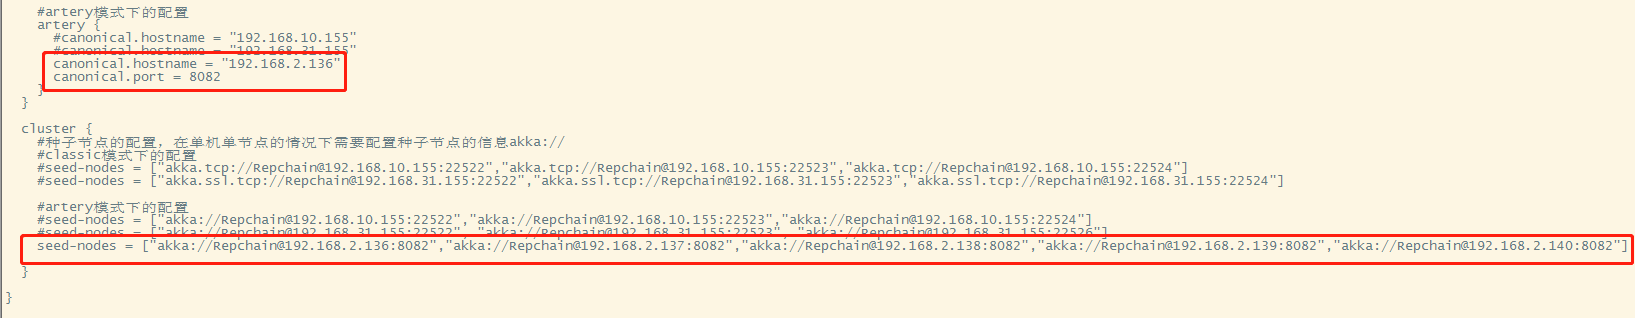 #artery模式下的配置
artery {
#canonical.hostname = "192.168.10.155"
#canonical.hostname = "192.168.31.155"
canonical.hostname = "192.168.2.136"
canonical.port = 8082
}
}
cluster {
#种子节点的配置，在单机单节点的情况下需要配置种子节点的信息akka://
#classic模式下的配置
#seed-nodes = ["akka.tcp://Repchain@192.168.10.155:22522","akka.tcp://Repchain@192.168.10.155:22523","akka.tcp://Repchain@192.168.10.155:22524"]
#seed-nodes = ["akka.ssl.tcp://Repchain@192.168.31.155:22522","akka.ssl.tcp://Repchain@192.168.31.155:22523","akka.ssl.tcp://Repchain@192.168.31.155:22524"]
#artery模式下的配置
#seed-nodes = ["akka://Repchain@192.168.10.155:22522","akka://Repchain@192.168.10.155:22523","akka://Repchain@192.168.10.155:22524"]
#seed-nodes = ["akka://Repchain@192.168.31.155:22522", "akka://Repchain@192.168.31.155:22523", "akka://Repchain@192.168.31.155:22526"]
seed-nodes = ["akka://Repchain@192.168.2.136:8082","akka://Repchain@192.168.2.137:8082","akka://Repchain@192.168.2.138:8082","akka://Repchain@192.168.2.139:8082","akka://Repchain@192.168.2.140:8082"]
}
}